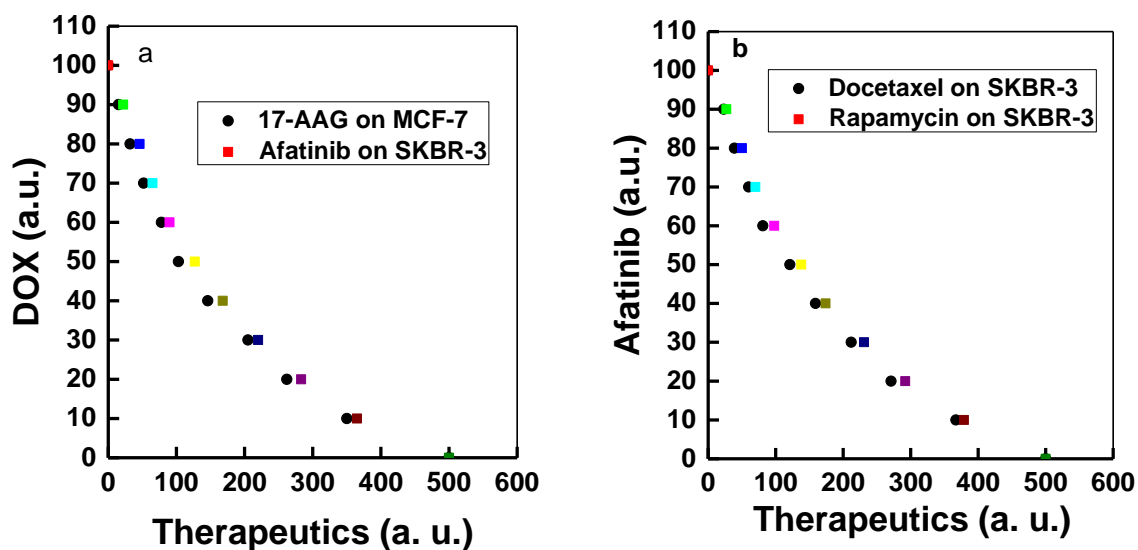 a
17-AAG on MCF-7
Afatinib on SKBR-3
DOX (a.u.)
110
100
90
80
70
60
50
40
30
20
10
0
0 100 200 300 400 500 600
Therapeutics (a. u.)
b
Docetaxel on SKBR-3
Rapamycin on SKBR-3
Afatinib (a.u.)
110
100
90
80
70
60
50
40
30
20
10
0
0 100 200 300 400 500 600
Therapeutics (a. u.)